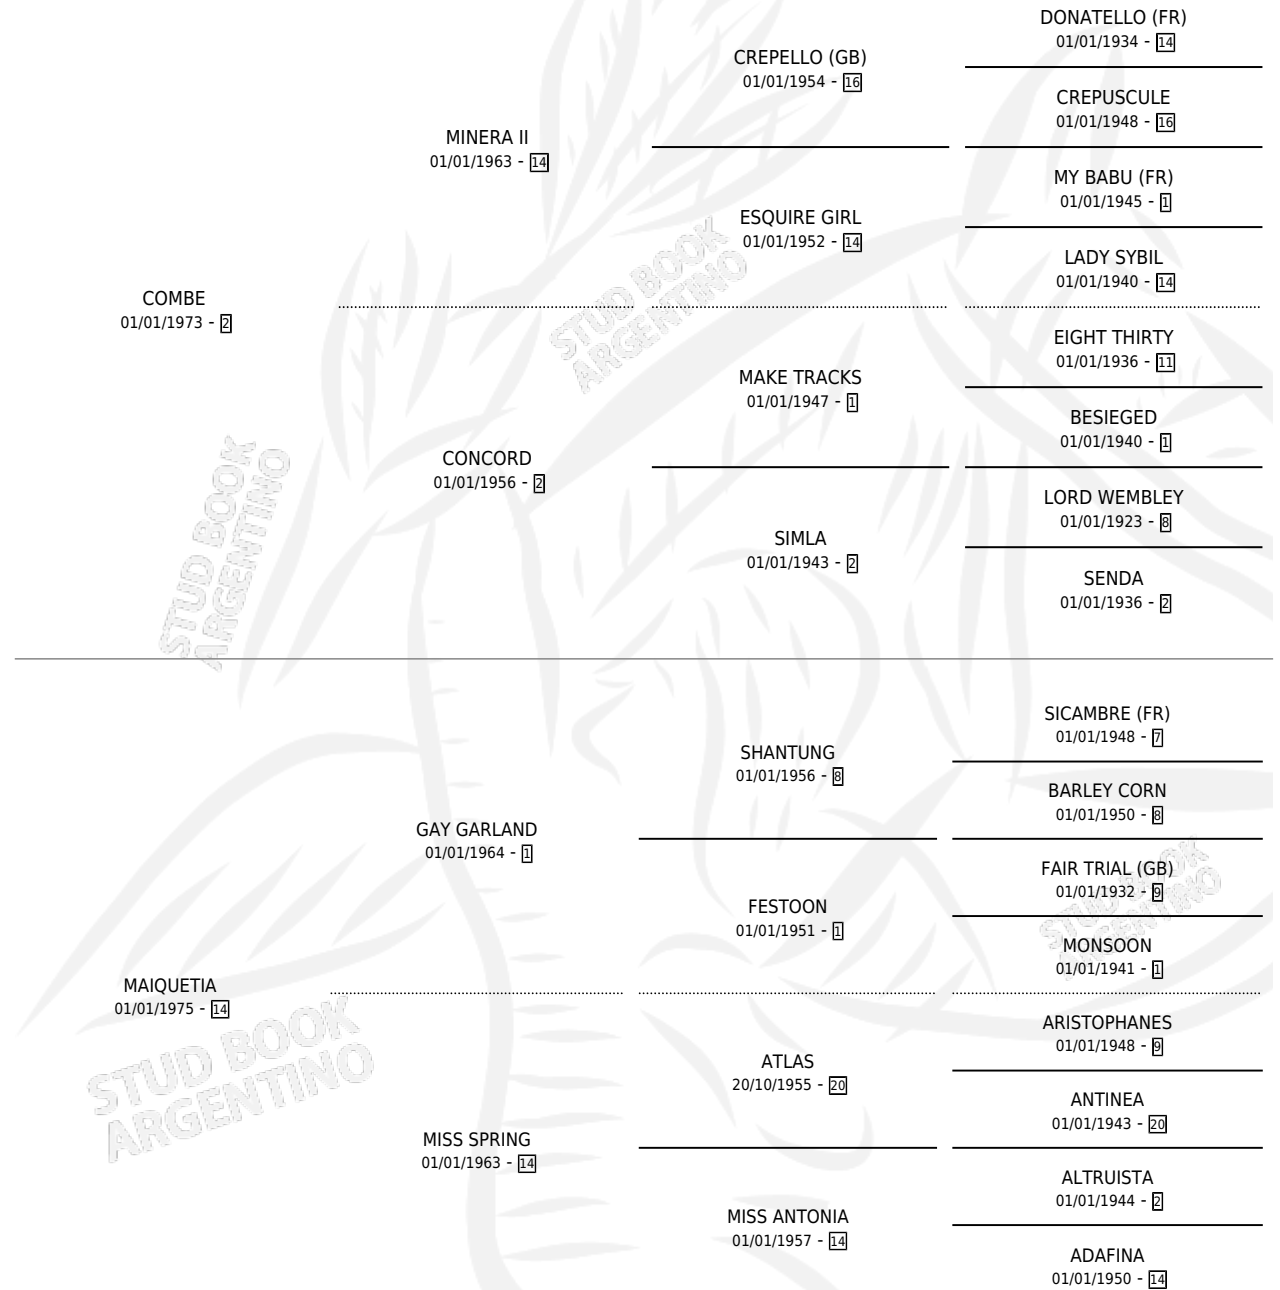 DONATELLO (FR)
01/01/1934 - 14
CREPELLO (GB)
01/01/1954 - 16
CREPUSCULE
01/01/1948 - 16
MINERA II
01/01/1963 - 14
MY BABU (FR)
01/01/1945 - 1
ESQUIRE GIRL
01/01/1952 - 14
LADY SYBIL
01/01/1940 - 14
COMBE
01/01/1973 - 2
EIGHT THIRTY
01/01/1936 - 11
MAKE TRACKS
01/01/1947 - 1
BESIEGED
01/01/1940 - 1
CONCORD
01/01/1956 - 2
LORD WEMBLEY
01/01/1923 - 8
SIMLA
01/01/1943 - 2
SENDA
01/01/1936 - 2
SICAMBRE (FR)
01/01/1948 - 7
SHANTUNG
01/01/1956 - 8
BARLEY CORN
01/01/1950 - 8
GAY GARLAND
01/01/1964 - 1
FAIR TRIAL (GB)
01/01/1932 - 9
FESTOON
01/01/1951 - 1
MONSOON
01/01/1941 - 1
MAIQUETIA
01/01/1975 - 14
ARISTOPHANES
01/01/1948 - 9
ATLAS
20/10/1955 - 20
ANTINEA
01/01/1943 - 20
MISS SPRING
01/01/1963 - 14
ALTRUISTA
01/01/1944 - 2
MISS ANTONIA
01/01/1957 - 14
ADAFINA
01/01/1950 - 14
STUD BOOK
ARGENTINO
STUD BOOK
ARGENTINO
STUD BOOK
ARGENTINO
STUD BOOK
ARGENTINO